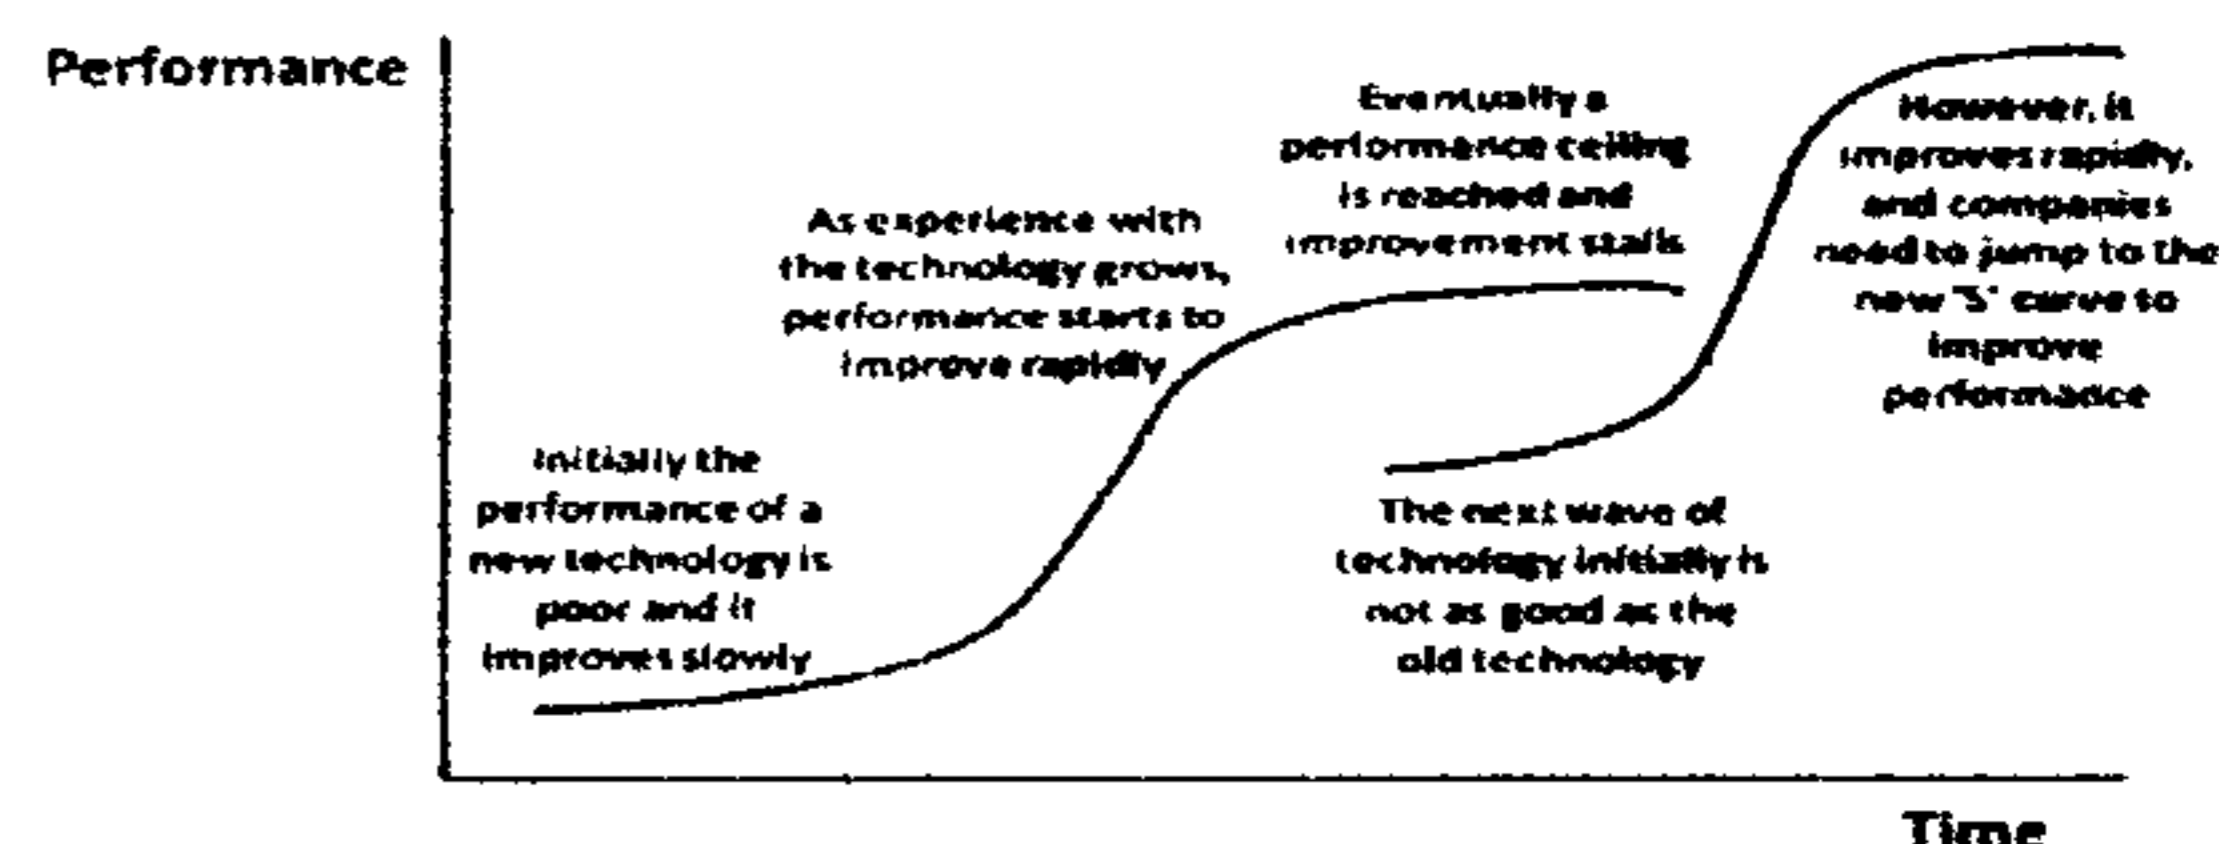 Performance
Initially the
performance of a
new technology is
poor and it
improves slowly
As experience with
the technology grows,
performance starts to
improve rapidly
Eventually a
performance ceiling
is reached and
improvement stalls
The next wave of
technology initially is
not as good as the
old technology
However, it
improves rapidly,
and companies
need to jump to the
new 'S' curve to
improve
performance
Time